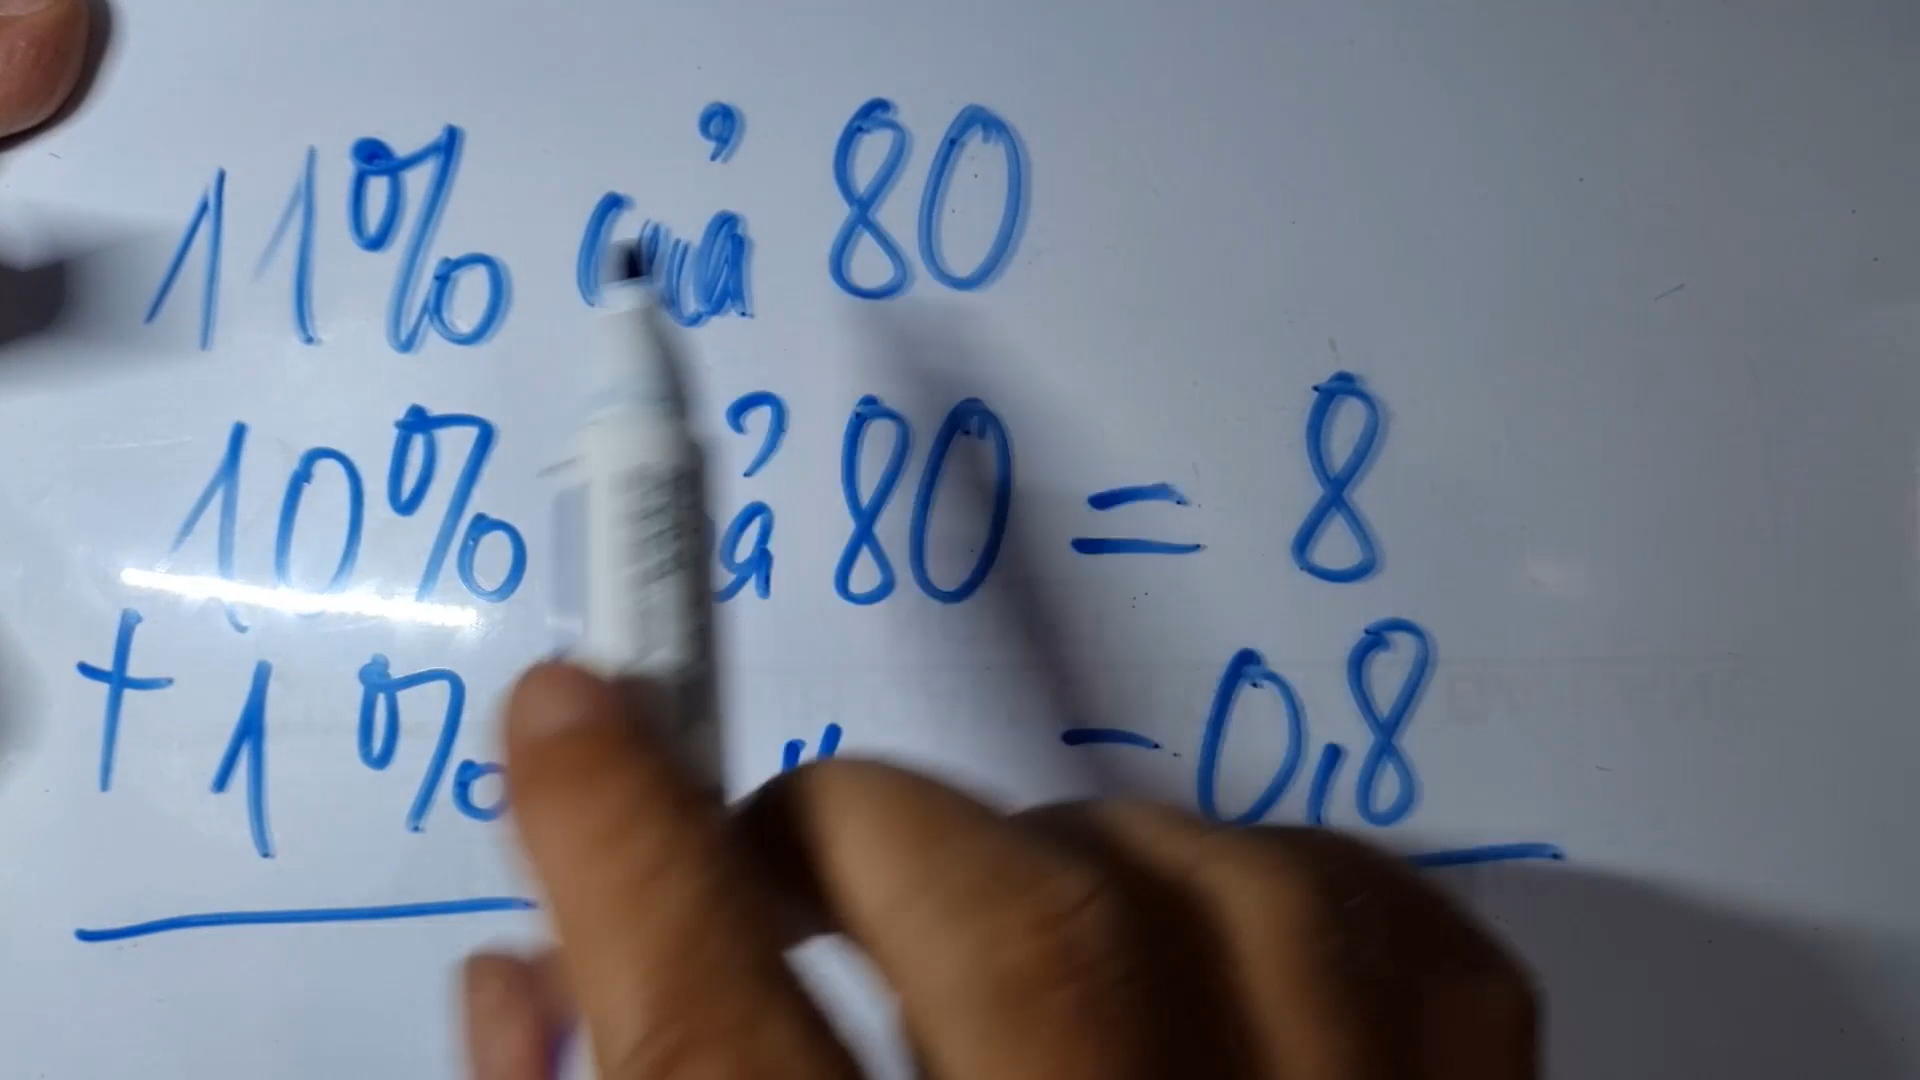 11% của 80
10% 80 = 8
+ 1% " = 0,8